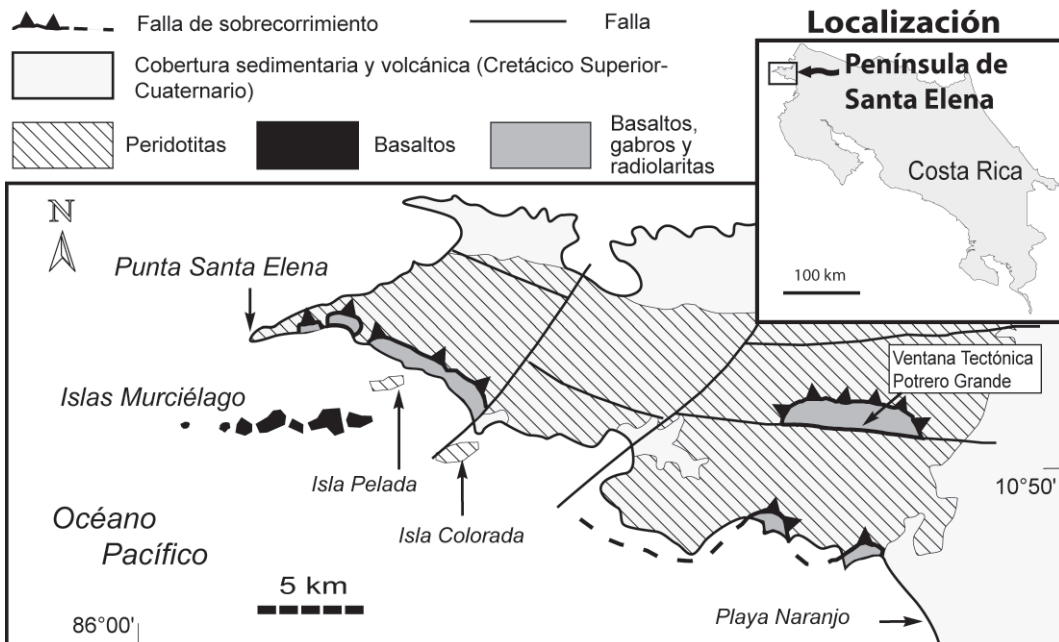 Falla de sobrecorrimiento
Falla
Cobertura sedimentaria y volcánica (Cretácico Superior-
Cuaternario)
Peridotitas
Basaltos
Basaltos,
gabros y
radiolaritas
Localización
Península de
Santa Elena
Costa Rica
100 km
N
Punta Santa Elena
Ventana Tectónica
Potrero Grande
Islas Murciélago
Isla Pelada
10°50'
Isla Colorada
Océano
Pacífico
5 km
Playa Naranjo
86°00'